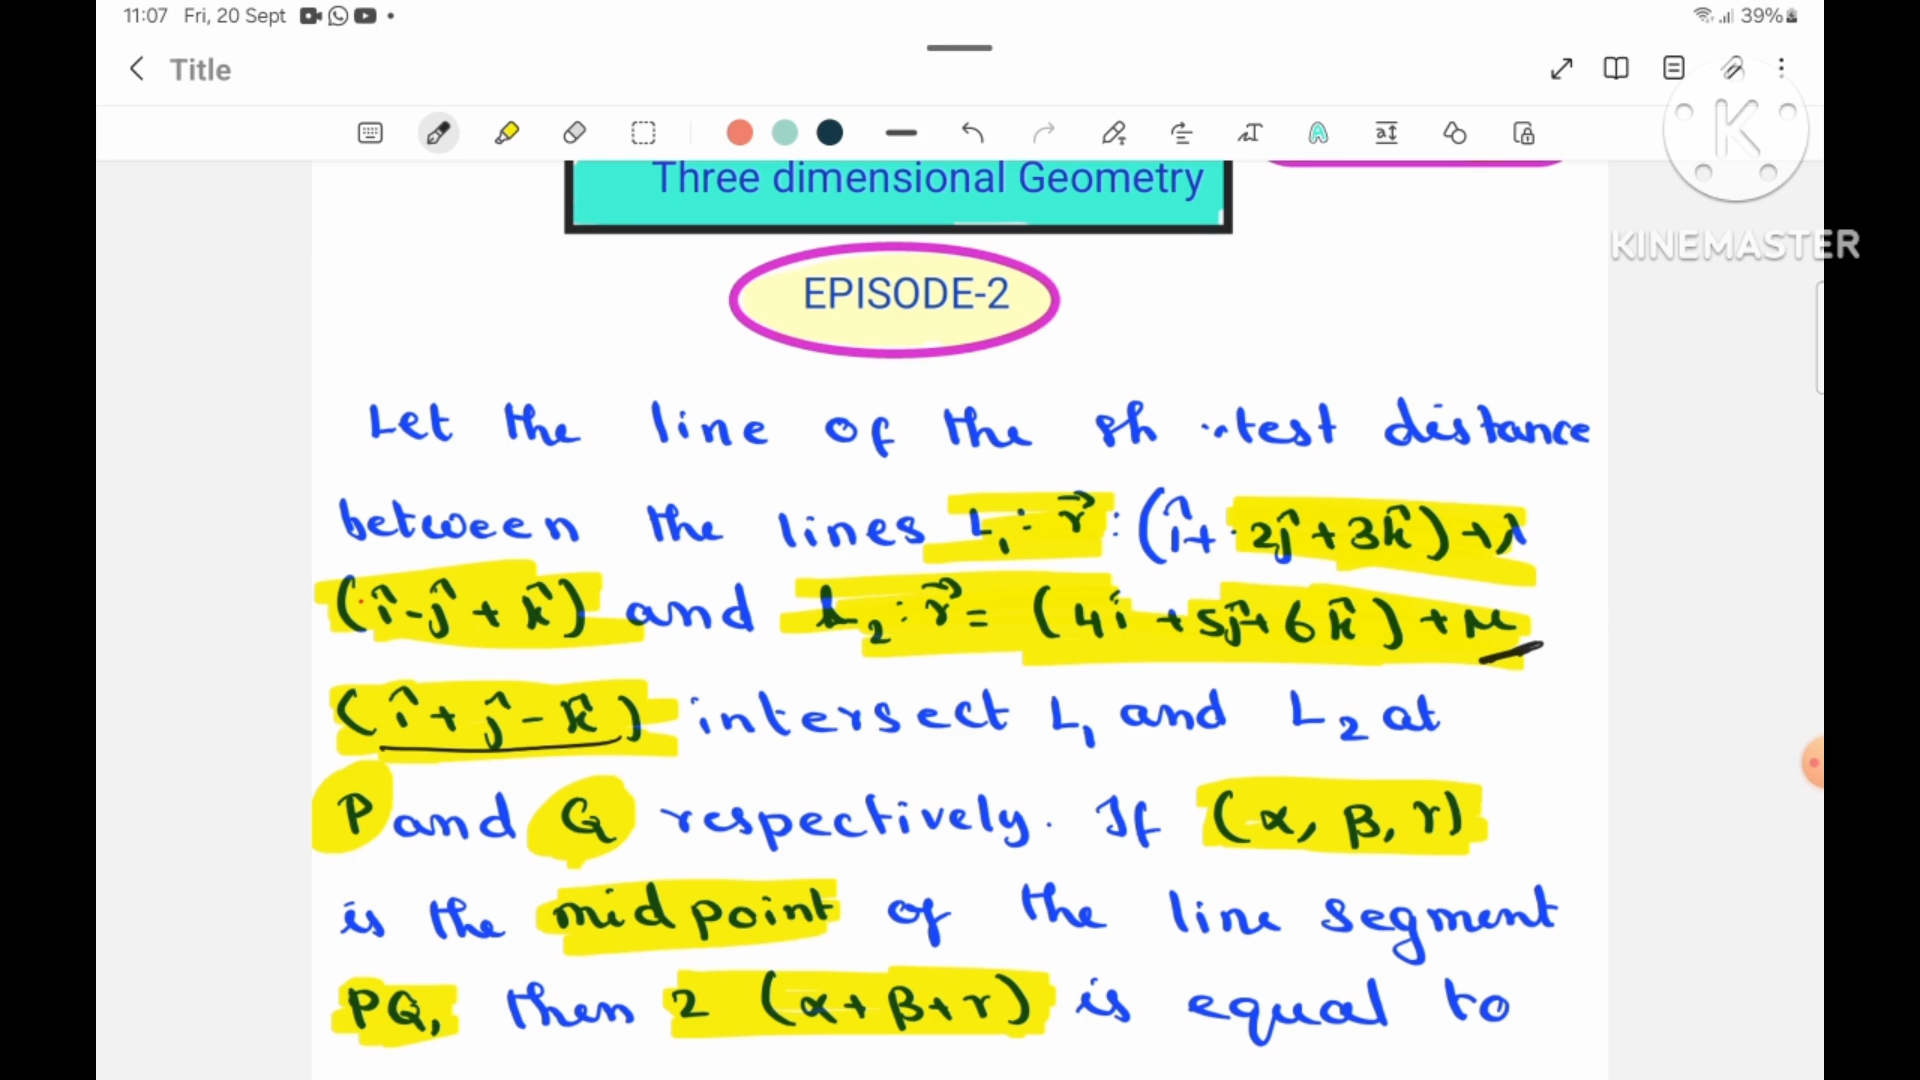 11:07 Fri, 20 Sept 39%
Title
K
KINEMASTER
Three dimensional Geometry
EPISODE-2
Let the line of the distance
between the lines L₁ : r⃗ : (î + 2ĵ + 3k̂) + λ
(î - ĵ + k̂) and L₂ : r⃗ = (4î + 5ĵ + 6k̂) + μ
(î + ĵ - k̂) intersect L₁ and L₂ at
P and Q respectively. If (α, β, γ)
is the midpoint of the line segment
PQ, then 2 (α + β + γ) is equal to